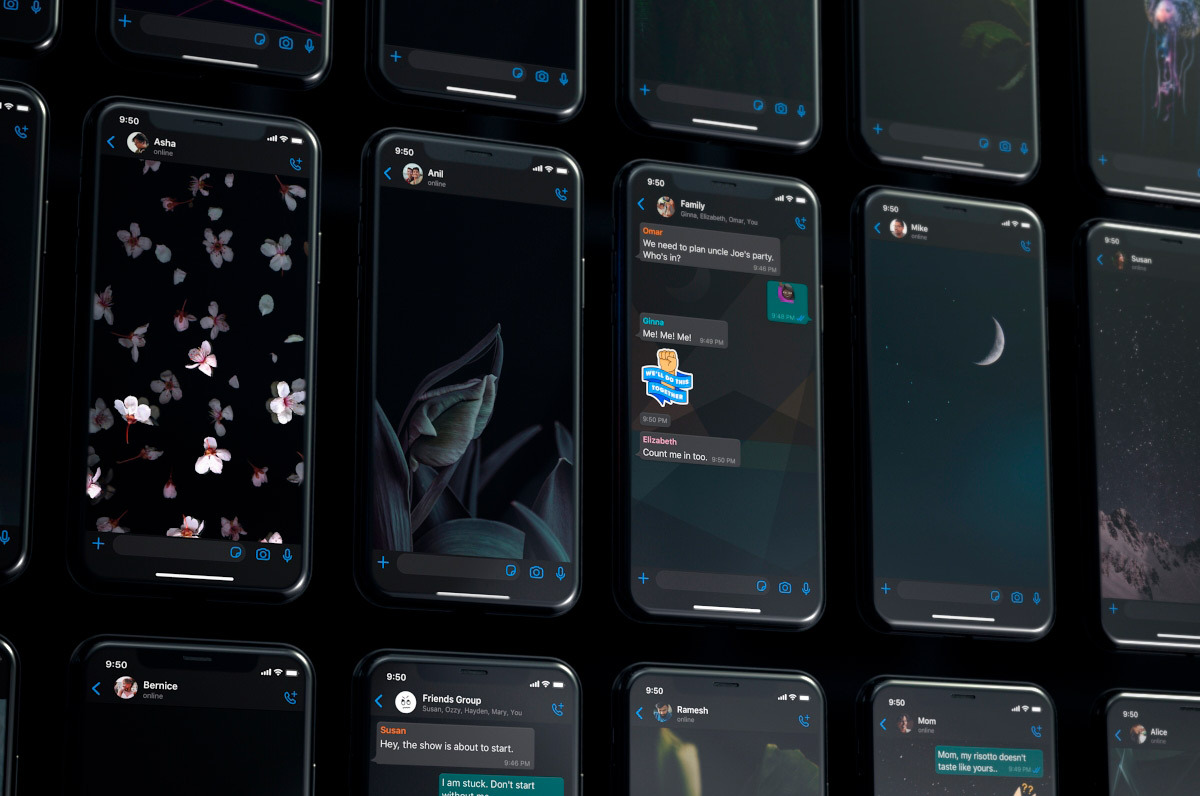 9:50
Asha
online
9:50
Anil
online
9:50
Family
Ginna, Elizabeth, Omar, You
Omar
We need to plan uncle Joe's party.
Who's in?
9:46 PM
9:48 PM
Ginna
Me! Me! Me!
9:49 PM
WE'LL DO THIS
TOGETHER
9:50 PM
Elizabeth
Count me in too.
9:50 PM
9:50
Mike
online
9:50
Susan
online
9:50
Bernice
online
9:50
Friends Group
Susan, Ozzy, Hayden, Mary, You
Susan
Hey, the show is about to start.
9:46 PM
I am stuck. Don't start
without me
9:50
Ramesh
online
9:50
Mom
online
Mom, my risotto doesn't
taste like yours..
9:49 PM
??
9:50
Alice
online